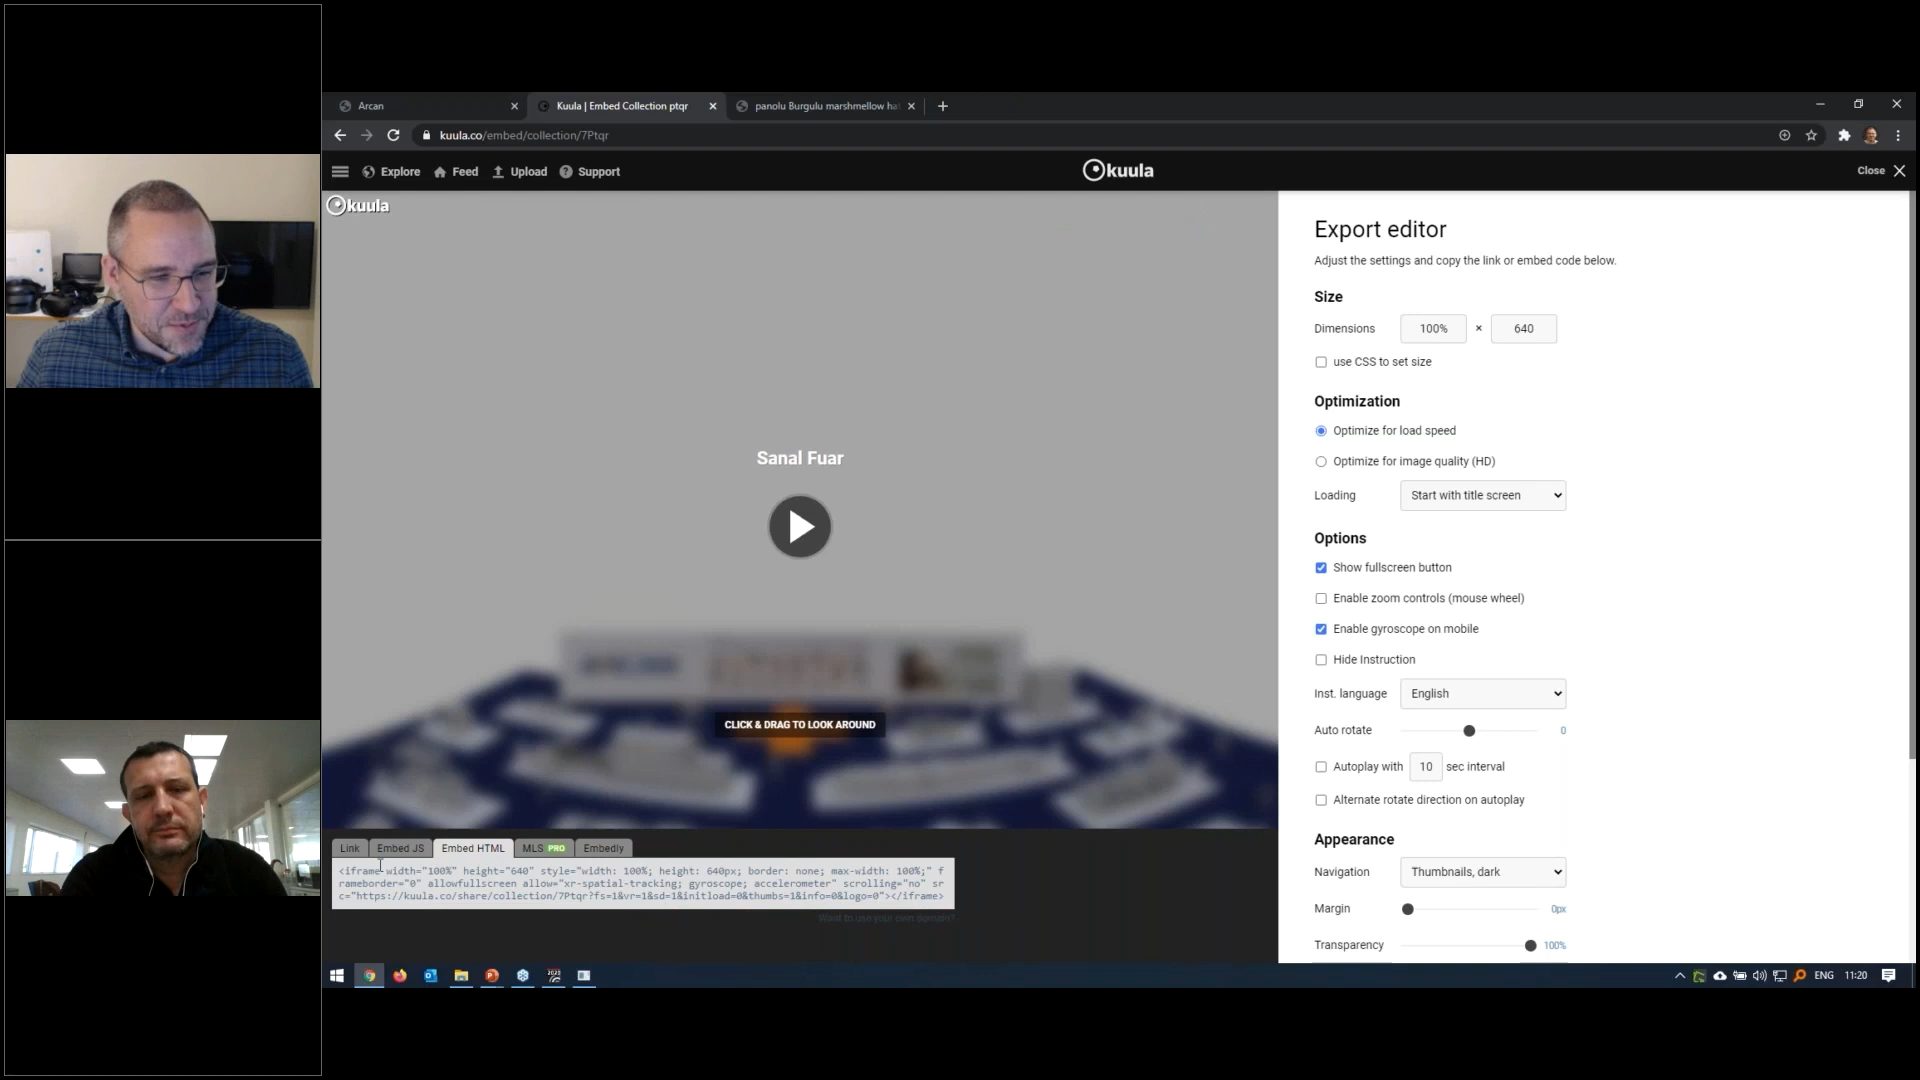 Arcan
Kuula | Embed Collection ptqr
panolu Burgulu marshmellow ha
kuula.co/embed/collection/7Ptqr
Explore
Feed
Upload
Support
kuula
Close
kuula
Sanal Fuar
CLICK & DRAG TO LOOK AROUND
Link
Embed JS
Embed HTML
MLS PRO
Embedly
<iframe width="100%" height="640" style="width: 100%; height: 640px; border: none; max-width: 100%;" f
rameborder="0" allowfullscreen allow="xr-spatial-tracking; gyroscope; accelerometer" scrolling="no" sr
c="https://kuula.co/share/collection/7Ptqr?fs=1&vr=1&sd=1&initload=0&thumbs=1&info=0&logo=0"></iframe>
Want to use your own domain?
Export editor
Adjust the settings and copy the link or embed code below.
Size
Dimensions 100% × 640
use CSS to set size
Optimization
Optimize for load speed
Optimize for image quality (HD)
Loading Start with title screen
Options
Show fullscreen button
Enable zoom controls (mouse wheel)
Enable gyroscope on mobile
Hide Instruction
Inst. language English
Auto rotate 0
Autoplay with 10 sec interval
Alternate rotate direction on autoplay
Appearance
Navigation Thumbnails, dark
Margin 0px
Transparency 100%
ENG 11:20